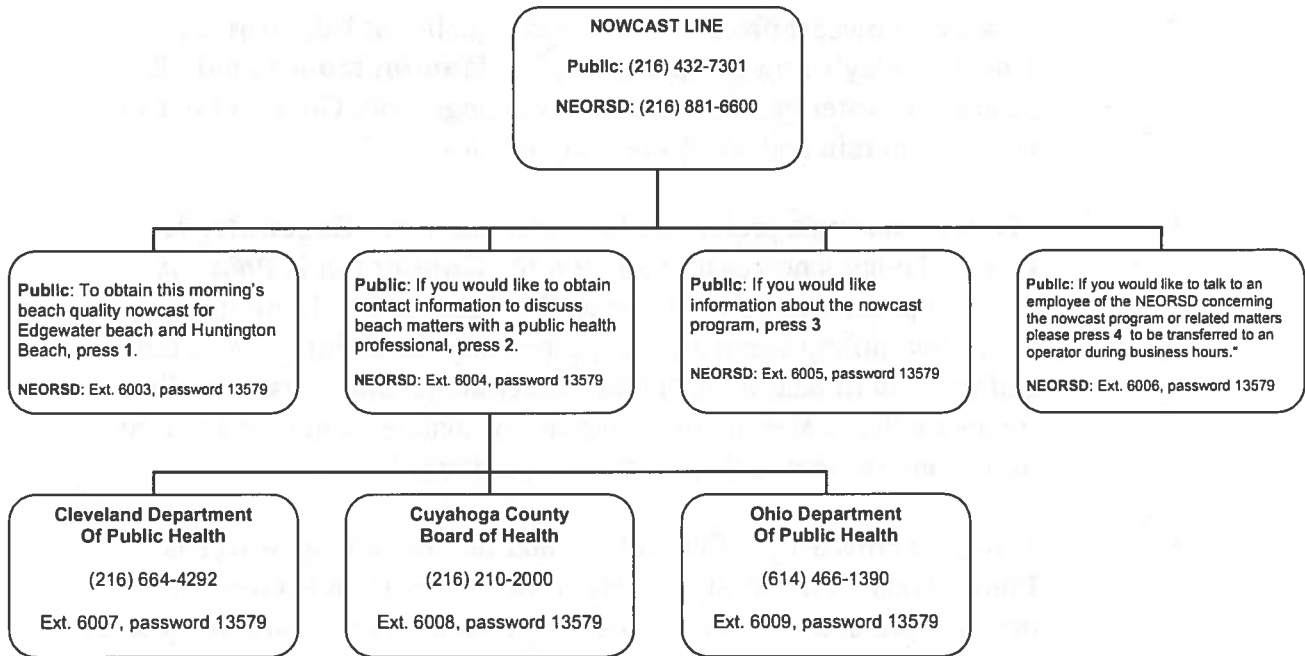 NOWCAST LINE
Public: (216) 432-7301
NEORSD: (216) 881-6600
Public: To obtain this morning's
beach quality nowcast for
Edgewater beach and Huntington
Beach, press 1.
NEORSD: Ext. 6003, password 13579
Public: If you would like to obtain
contact information to discuss
beach matters with a public health
professional, press 2.
NEORSD: Ext. 6004, password 13579
Public: If you would like
information about the nowcast
program, press 3
NEORSD: Ext. 6005, password 13579
Public: If you would like to talk to an
employee of the NEORSD concerning
the nowcast program or related matters
please press 4 to be transferred to an
operator during business hours."
NEORSD: Ext. 6006, password 13579
Cleveland Department
Of Public Health
(216) 664-4292
Ext. 6007, password 13579
Cuyahoga County
Board of Health
(216) 210-2000
Ext. 6008, password 13579
Ohio Department
Of Public Health
(614) 466-1390
Ext. 6009, password 13579